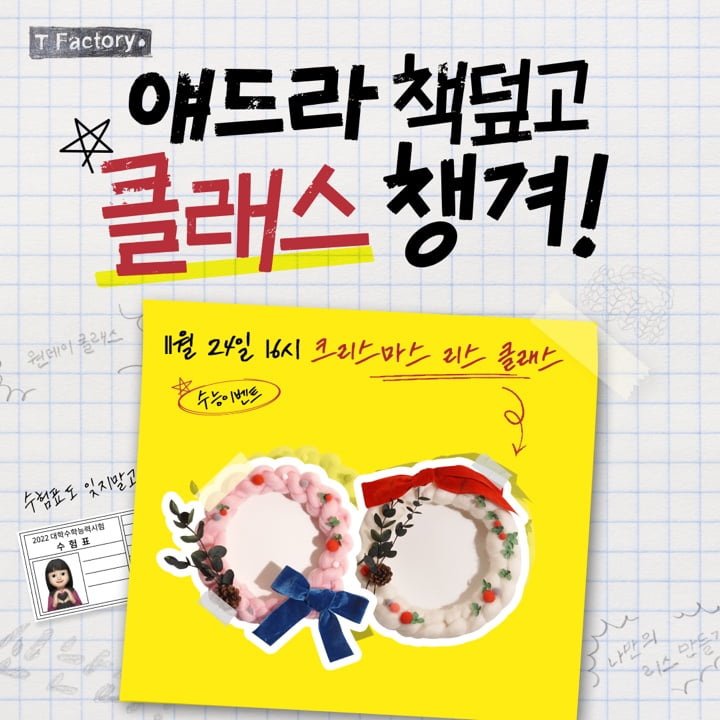 T Factory.
얘드라 책덮고
클래스 챙겨!
11월 24일 16시 크리스마스 리스 클래스
수능이벤트
원데이 클래스
수험표도 잊지말고
2022 대학수학능력시험
수 험 표
나만의
리스 만들기